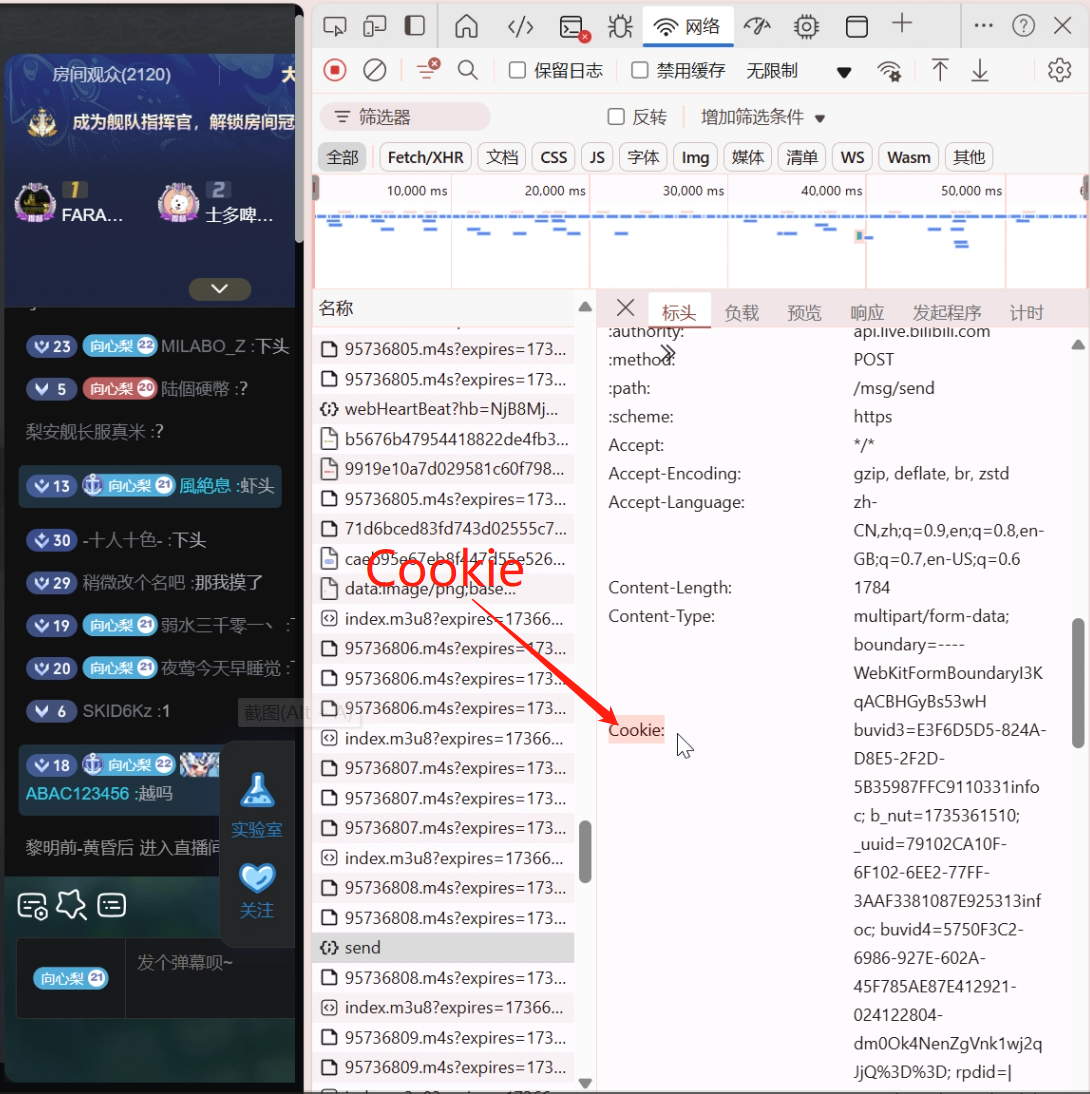 房间观众(2120)
大
成为舰队指挥官，解锁房间冠
1
FARA...
2
士多啤...
23 向心梨 22 MILABO_Z :下头
5 向心梨 20 陆個硬幣 :?
梨安舰长服真米 :?
13 向心梨 21 風絶息 :虾头
30 -十人十色- :下头
29 稍微改个名吧 :那我摸了
19 向心梨 21 弱水三千零一丶 :
20 向心梨 21 夜莺今天早睡觉 :
6 SKID6Kz :1
截图(Alt + A)
18 向心梨 22
ABAC123456 :越吗
黎明前-黄昏后 进入直播间
实验室
关注
向心梨 21
发个弹幕呗~
网络
保留日志
禁用缓存
无限制
筛选器
反转
增加筛选条件
全部
Fetch/XHR
文档
CSS
JS
字体
Img
媒体
清单
WS
Wasm
其他
10,000 ms
20,000 ms
30,000 ms
40,000 ms
50,000 ms
名称
95736805.m4s?expires=173...
95736805.m4s?expires=173...
webHeartBeat?hb=NjB8Mj...
b5676b47954418822de4fb3...
9919e10a7d029581c60f798...
95736805.m4s?expires=173...
71d6bced83fd743d02555c7...
caeb95e67eb8f447d55e526...
data:image/png;base...
index.m3u8?expires=17366...
95736806.m4s?expires=173...
95736806.m4s?expires=173...
95736806.m4s?expires=173...
index.m3u8?expires=17366...
95736807.m4s?expires=173...
95736807.m4s?expires=173...
95736807.m4s?expires=173...
index.m3u8?expires=17366...
95736808.m4s?expires=173...
95736808.m4s?expires=173...
send
95736808.m4s?expires=173...
index.m3u8?expires=17366...
95736809.m4s?expires=173...
95736809.m4s?expires=173...
Cookie
标头
负载
预览
响应
发起程序
计时
:authority:
api.live.bilibili.com
:method:
POST
:path:
/msg/send
:scheme:
https
Accept:
*/*
Accept-Encoding:
gzip, deflate, br, zstd
Accept-Language:
zh-
CN,zh;q=0.9,en;q=0.8,en-
GB;q=0.7,en-US;q=0.6
Content-Length:
1784
Content-Type:
multipart/form-data;
boundary=----
WebKitFormBoundaryI3K
qACBHGyBs53wH
Cookie:
buvid3=E3F6D5D5-824A-
D8E5-2F2D-
5B35987FFC9110331info
c; b_nut=1735361510;
_uuid=79102CA10F-
6F102-6EE2-77FF-
3AAF3381087E925313inf
oc; buvid4=5750F3C2-
6986-927E-602A-
45F785AE87E412921-
024122804-
dm0Ok4NenZgVnk1wj2q
JjQ%3D%3D; rpdid=|